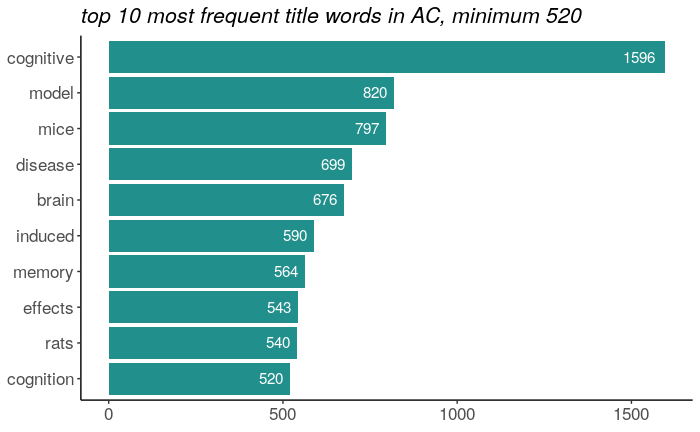 top 10 most frequent title words in AC, minimum 520
cognitive 1596
model 820
mice 797
disease 699
brain 676
induced 590
memory 564
effects 543
rats 540
cognition 520
0 500 1000 1500